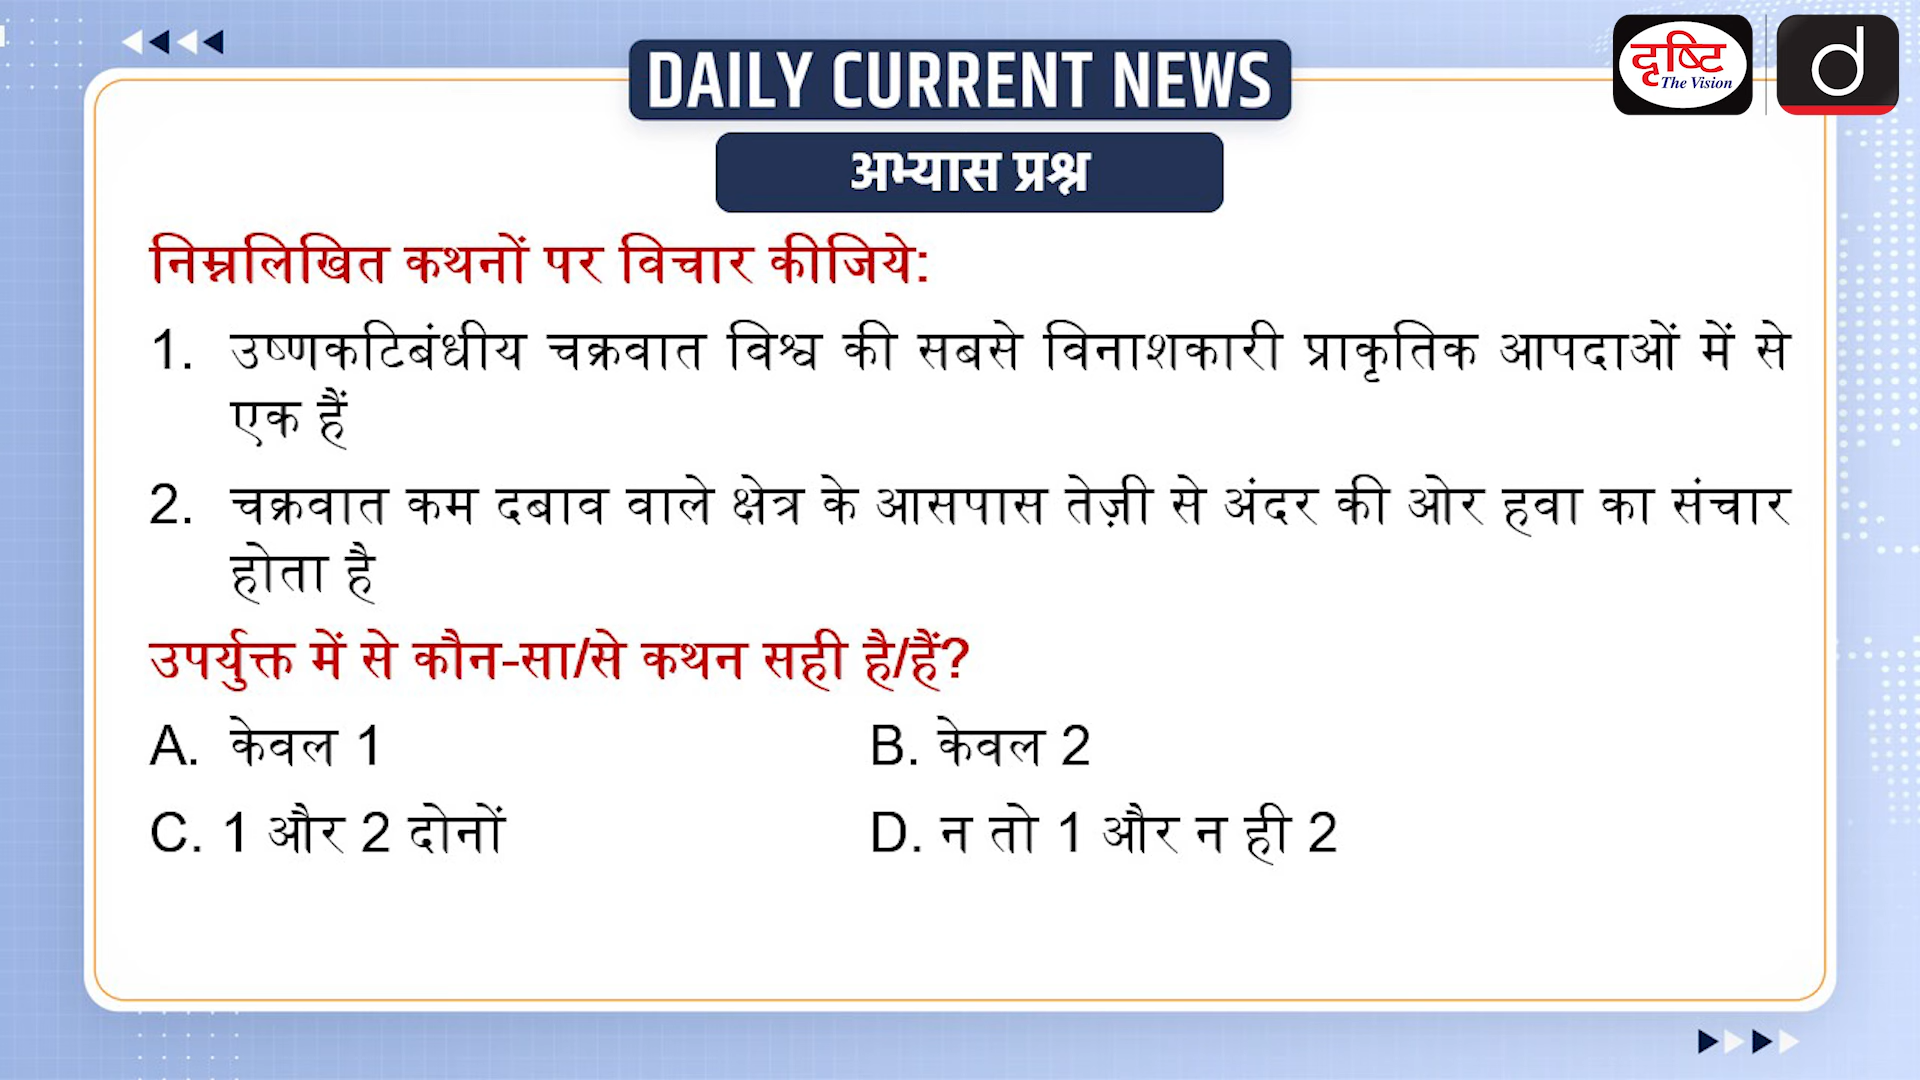 DAILY CURRENT NEWS
दृष्टि
The Vision
d
अभ्यास प्रश्न
निम्नलिखित कथनों पर विचार कीजिये:
1. उष्णकटिबंधीय चक्रवात विश्व की सबसे विनाशकारी प्राकृतिक आपदाओं में से
एक हैं
2. चक्रवात कम दबाव वाले क्षेत्र के आसपास तेज़ी से अंदर की ओर हवा का संचार
होता है
उपर्युक्त में से कौन-सा/से कथन सही है/हैं?
A. केवल 1 B. केवल 2
C. 1 और 2 दोनों D. न तो 1 और न ही 2